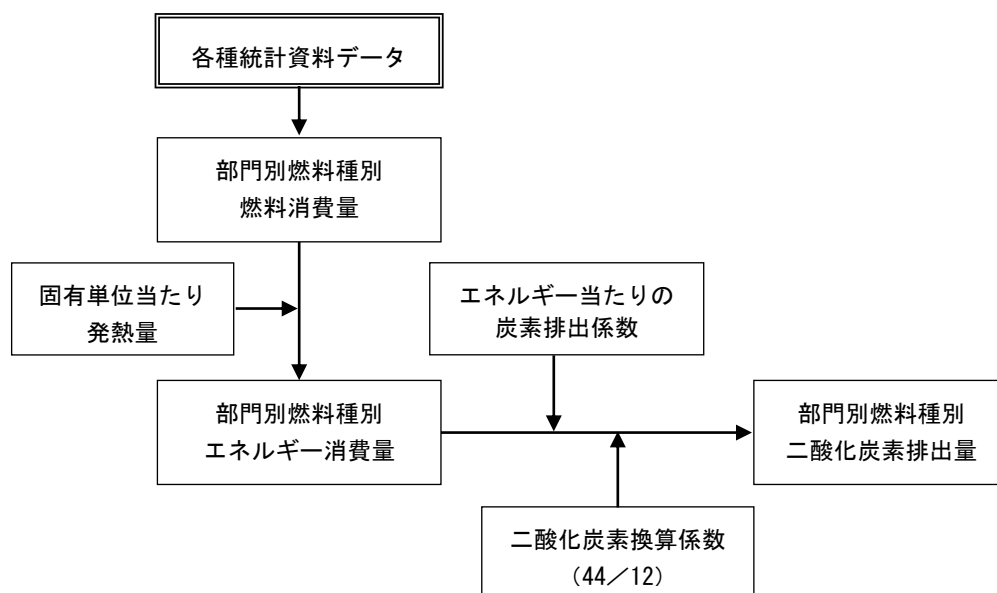 各種統計資料データ
部門別燃料種別
燃料消費量
固有単位当たり
発熱量
エネルギー当たりの
炭素排出係数
部門別燃料種別
エネルギー消費量
部門別燃料種別
二酸化炭素排出量
二酸化炭素換算係数
（44／12）